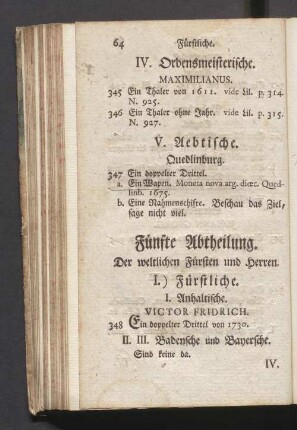 64 Fürstliche.
IV. Ordensmeisterische.
MAXIMILIANUS.
345 Ein Thaler von 1611. vide Lil. p. 314.
N. 925.
346 Ein Thaler ohne Jahr. vide Lil. p. 315.
N. 927.
V. Aebtische.
Quedlinburg.
347 Ein doppelter Drittel.
a. Ein Wapen. Moneta nova arg. diœc. Qued-
linb. 1675.
b. Eine Rahmenschifre. Beschau das Ziel,
sage nicht viel.
Fünfte Abtheilung.
Der weltlichen Fürsten und Herren.
I.) Fürstliche.
I. Anhaltische.
VICTOR FRIDRICH.
348 Ein doppelter Drittel von 1730.
II. III. Badensche und Bayersche.
Sind keine da.
IV.